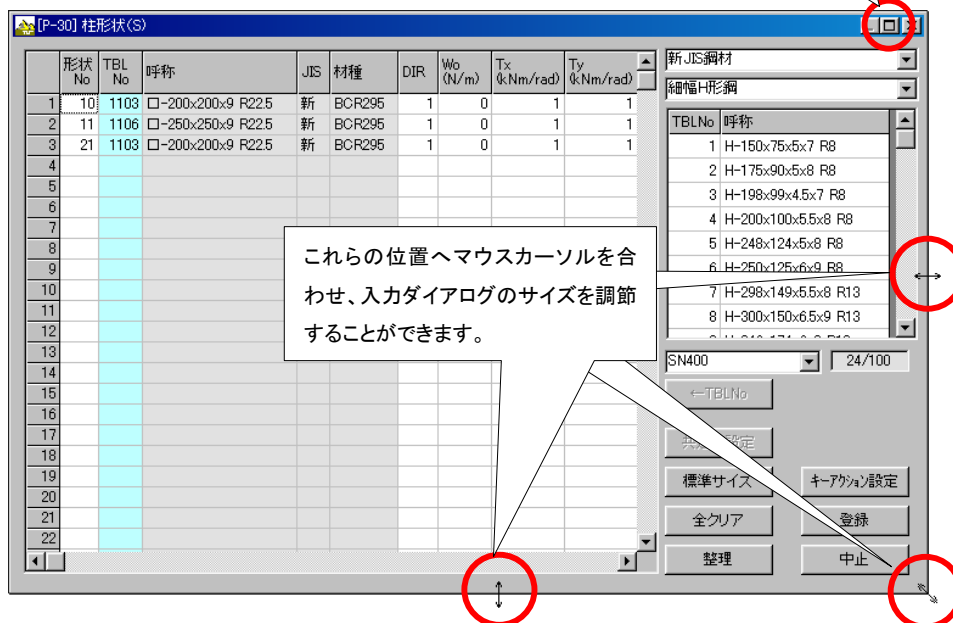 [P-30] 柱形状(S)
形状No TBL No 呼称 JIS 材種 DIR Wo (N/m) Tx (kNm/rad) Ty (kNm/rad)
1 10 1103 □-200x200x9 R22.5 新 BCR295 1 0 1 1
2 11 1106 □-250x250x9 R22.5 新 BCR295 1 0 1 1
3 21 1103 □-200x200x9 R22.5 新 BCR295 1 0 1 1
4
5
6
7
8
9
10
11
12
13
14
15
16
17
18
19
20
21
22
これらの位置へマウスカーソルを合
わせ、入力ダイアログのサイズを調節
することができます。
新JIS鋼材
細幅H形鋼
TBLNo 呼称
1 H-150x75x5x7 R8
2 H-175x90x5x8 R8
3 H-198x99x4.5x7 R8
4 H-200x100x5.5x8 R8
5 H-248x124x5x8 R8
6 H-250x125x6x9 R8
7 H-298x149x5.5x8 R13
8 H-300x150x6.5x9 R13
SN400 24/100
←TBLNo
設定
標準サイズ キーアクション設定
全クリア 登録
整理 中止